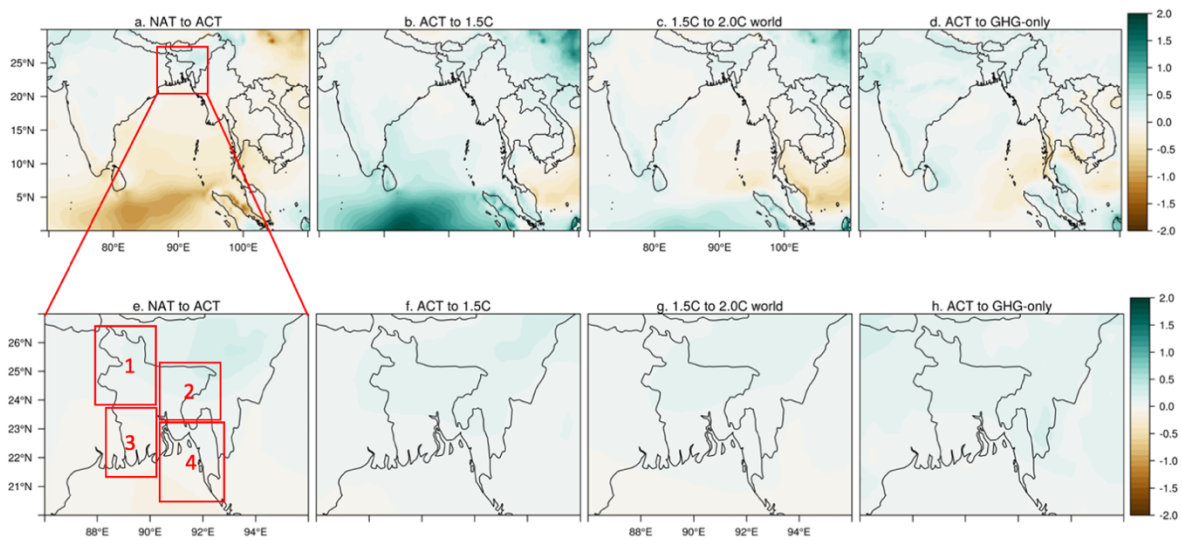 a. NAT to ACT
b. ACT to 1.5C
c. 1.5C to 2.0C world
d. ACT to GHG-only
25°N
20°N
15°N
10°N
5°N
80°E
90°E
100°E
80°E
90°E
100°E
2.0
1.5
1.0
0.5
0.0
-0.5
-1.0
-1.5
-2.0
e. NAT to ACT
f. ACT to 1.5C
g. 1.5C to 2.0C world
h. ACT to GHG-only
26°N
25°N
24°N
23°N
22°N
21°N
1
2
3
4
88°E
90°E
92°E
94°E
88°E
90°E
92°E
94°E
2.0
1.5
1.0
0.5
0.0
-0.5
-1.0
-1.5
-2.0